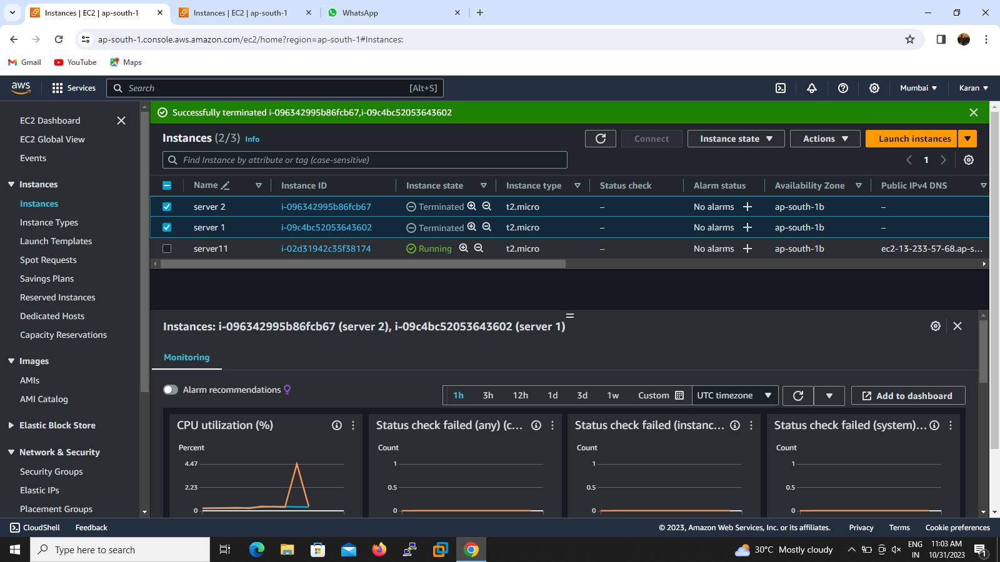 Instances | EC2 | ap-south-1
Instances | EC2 | ap-south-1
WhatsApp
ap-south-1.console.aws.amazon.com/ec2/home?region=ap-south-1#Instances:
Gmail
YouTube
Maps
aws
Services
Search
[Alt+S]
Mumbai
Karan
EC2 Dashboard
EC2 Global View
Events
Instances
Instances
Instance Types
Launch Templates
Spot Requests
Savings Plans
Reserved Instances
Dedicated Hosts
Capacity Reservations
Images
AMIs
AMI Catalog
Elastic Block Store
Network & Security
Security Groups
Elastic IPs
Placement Groups
Successfully terminated i-096342995b86fcb67,i-09c4bc52053643602
Instances (2/3) Info
Connect
Instance state
Actions
Launch instances
Find Instance by attribute or tag (case-sensitive)
1
Name Instance ID Instance state Instance type Status check Alarm status Availability Zone Public IPv4 DNS
server 2 i-096342995b86fcb67 Terminated t2.micro – No alarms + ap-south-1b –
server 1 i-09c4bc52053643602 Terminated t2.micro – No alarms + ap-south-1b –
server11 i-02d31942c35f38174 Running t2.micro – No alarms + ap-south-1b ec2-13-233-57-68.ap-s...
Instances: i-096342995b86fcb67 (server 2), i-09c4bc52053643602 (server 1)
Monitoring
Alarm recommendations
1h 3h 12h 1d 3d 1w Custom UTC timezone
Add to dashboard
CPU utilization (%)
Percent
4.47
2.23
0
Status check failed (any) (c...
Count
1
0.5
0
Status check failed (instanc...
Count
1
0.5
0
Status check failed (system)...
Count
1
0.5
0
CloudShell
Feedback
© 2023, Amazon Web Services, Inc. or its affiliates.
Privacy
Terms
Cookie preferences
Type here to search
30°C Mostly cloudy
ENG
IN
11:03 AM
10/31/2023
1